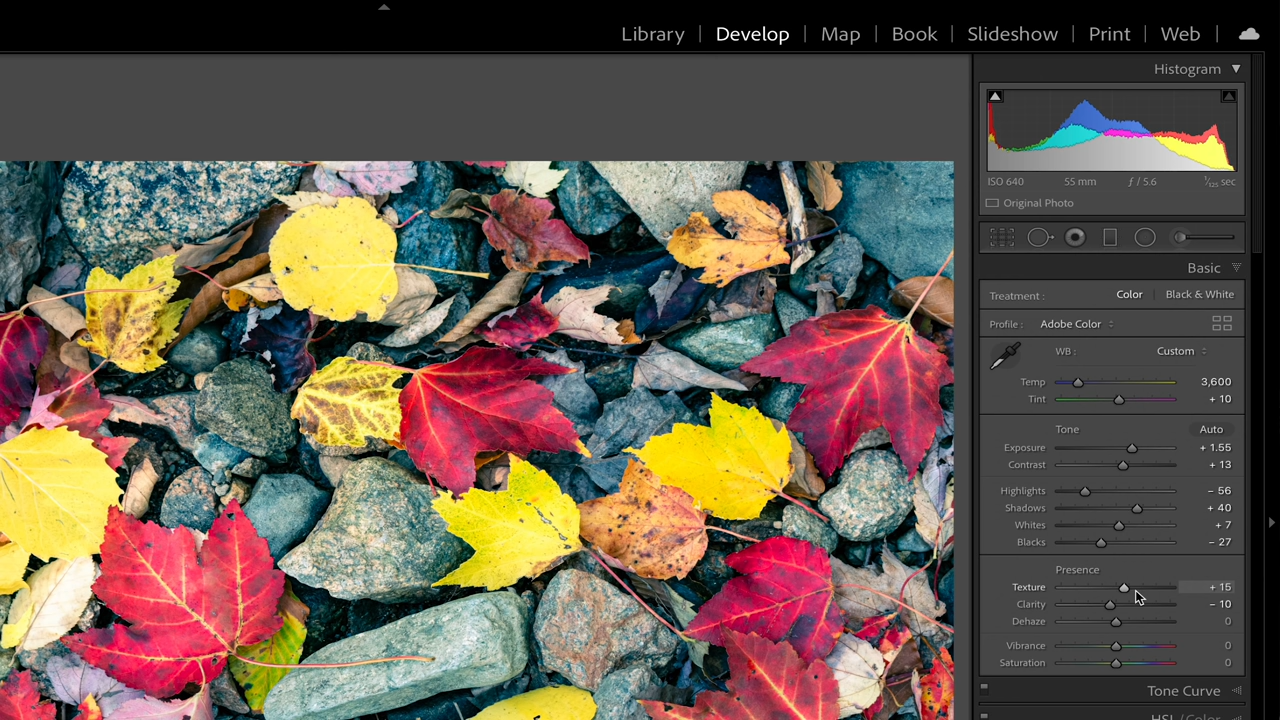 Library | Develop | Map | Book | Slideshow | Print | Web |
Histogram
ISO 640 55 mm ƒ / 5.6 1/125 sec
Original Photo
Basic
Treatment : Color | Black & White
Profile : Adobe Color
WB : Custom
Temp 3,600
Tint + 10
Tone Auto
Exposure + 1.55
Contrast + 13
Highlights − 56
Shadows + 40
Whites + 7
Blacks − 27
Presence
Texture + 15
Clarity − 10
Dehaze 0
Vibrance 0
Saturation 0
Tone Curve
HSL / Color